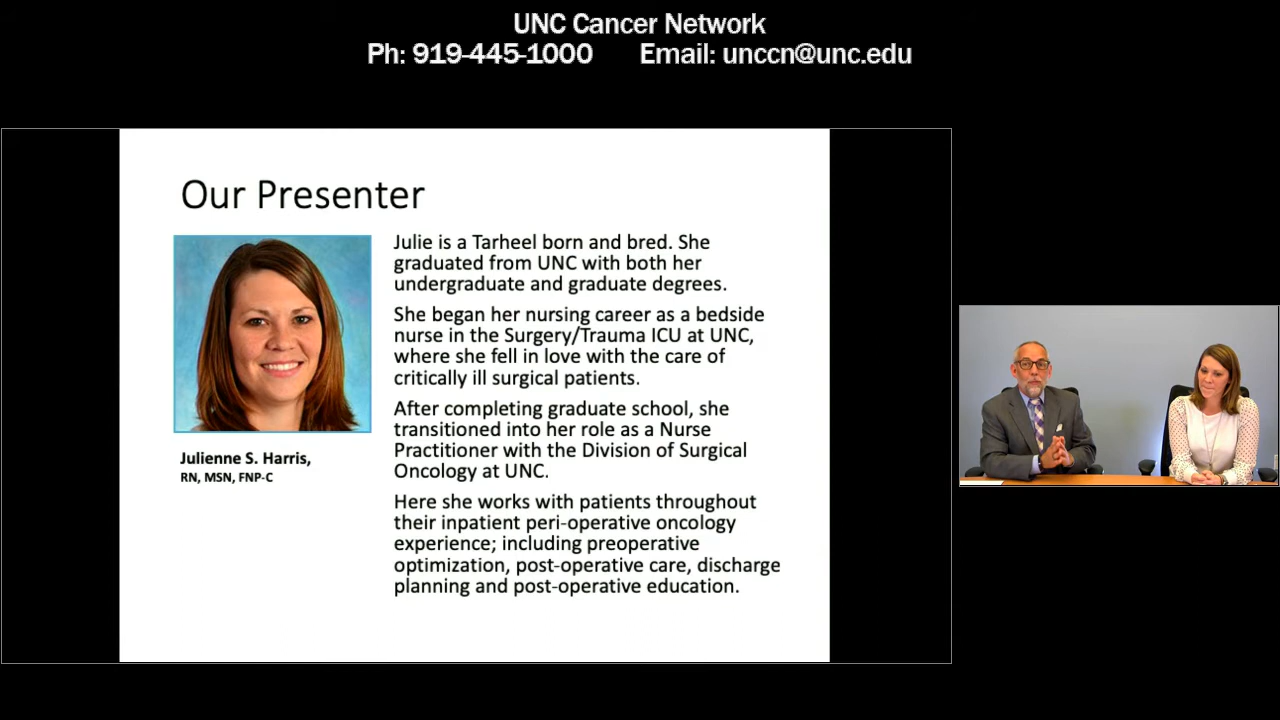 UNC Cancer Network
Ph: 919-445-1000 Email: unccn@unc.edu
Our Presenter
Julie is a Tarheel born and bred. She
graduated from UNC with both her
undergraduate and graduate degrees.
She began her nursing career as a bedside
nurse in the Surgery/Trauma ICU at UNC,
where she fell in love with the care of
critically ill surgical patients.
After completing graduate school, she
transitioned into her role as a Nurse
Practitioner with the Division of Surgical
Oncology at UNC.
Here she works with patients throughout
their inpatient peri-operative oncology
experience; including preoperative
optimization, post-operative care, discharge
planning and post-operative education.
Julienne S. Harris,
RN, MSN, FNP-C